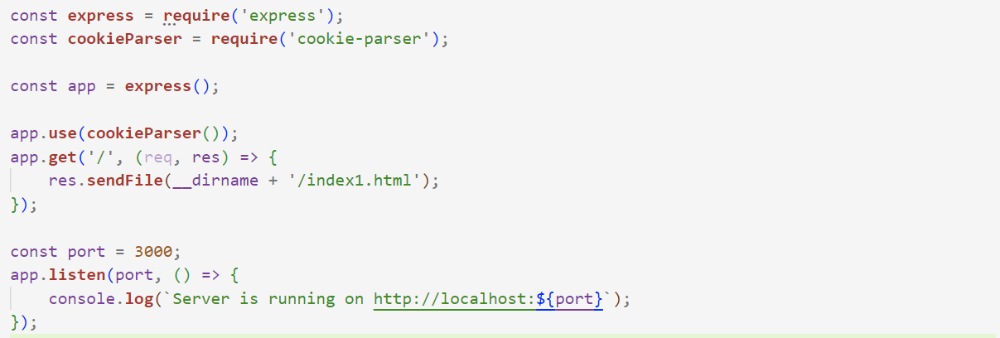 const express = require('express');
const cookieParser = require('cookie-parser');
const app = express();
app.use(cookieParser());
app.get('/', (req, res) => {
    res.sendFile(__dirname + '/index1.html');
});
const port = 3000;
app.listen(port, () => {
    console.log(`Server is running on http://localhost:${port}`);
});